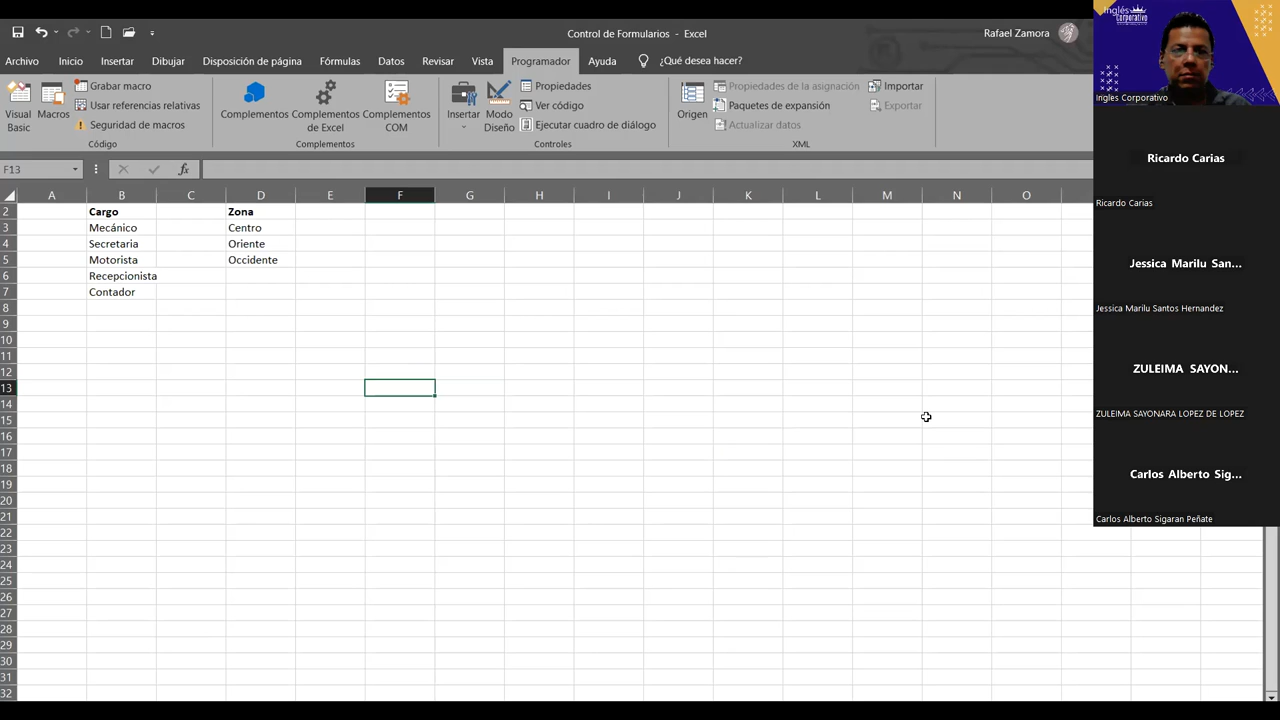 Control de Formularios - Excel
Rafael Zamora
Archivo Inicio Insertar Dibujar Disposición de página Fórmulas Datos Revisar Vista Programador Ayuda ¿Qué desea hacer?
Visual Basic
Macros
Grabar macro
Usar referencias relativas
Seguridad de macros
Código
Complementos
Complementos de Excel
Complementos COM
Complementos
Insertar
Modo Diseño
Propiedades
Ver código
Ejecutar cuadro de diálogo
Controles
Origen
Propiedades de la asignación
Paquetes de expansión
Actualizar datos
Importar
Exportar
XML
F13
fx
A B C D E F G H I J K L M N O
2 Cargo Zona
3 Mecánico Centro
4 Secretaria Oriente
5 Motorista Occidente
6 Recepcionista
7 Contador
8
9
10
11
12
13
14
15
16
17
18
19
20
21
22
23
24
25
26
27
28
29
30
31
32
Inglés
Corporativo
Ingles Corporativo
Ricardo Carias
Ricardo Carias
Jessica Marilu San...
Jessica Marilu Santos Hernandez
ZULEIMA SAYON...
ZULEIMA SAYONARA LOPEZ DE LOPEZ
Carlos Alberto Sig...
Carlos Alberto Sigaran Peñate